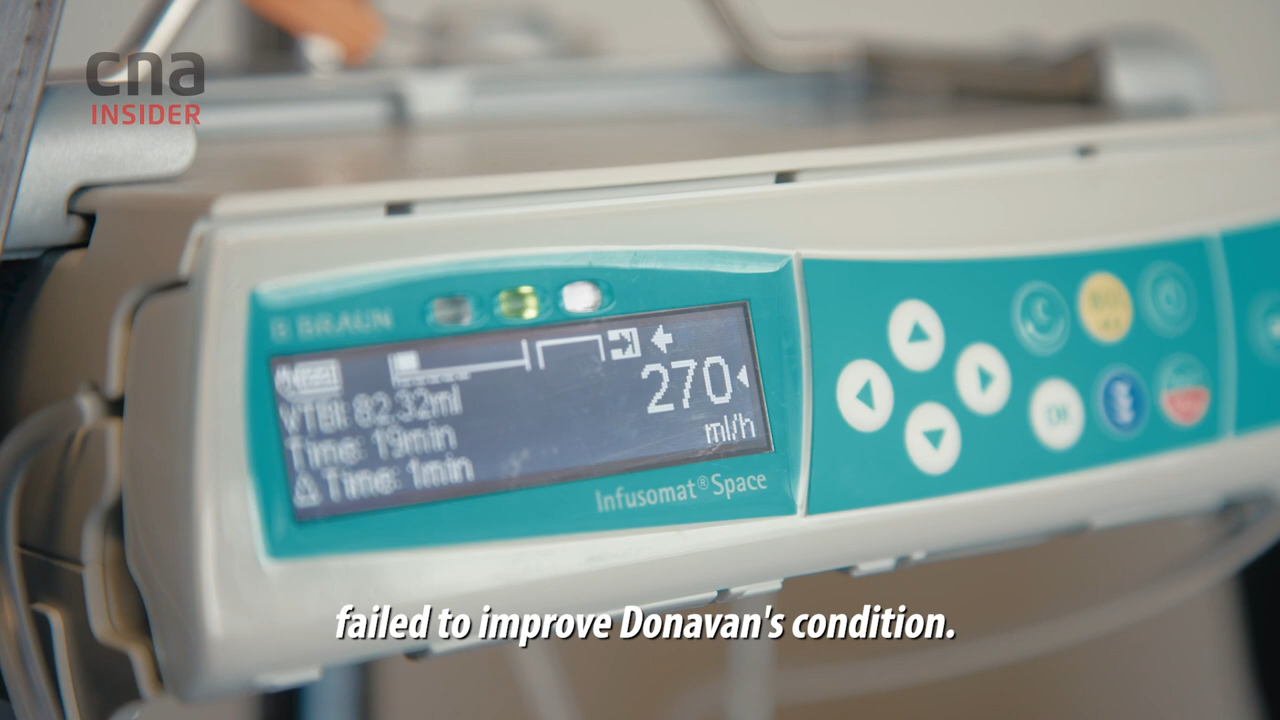 cna
INSIDER
B BRAUN
270
VTBI: 82.32ml
Time: 19min
ml/h
△ Time: 1min
Infusomat® Space
OK
failed to improve Donavan's condition.